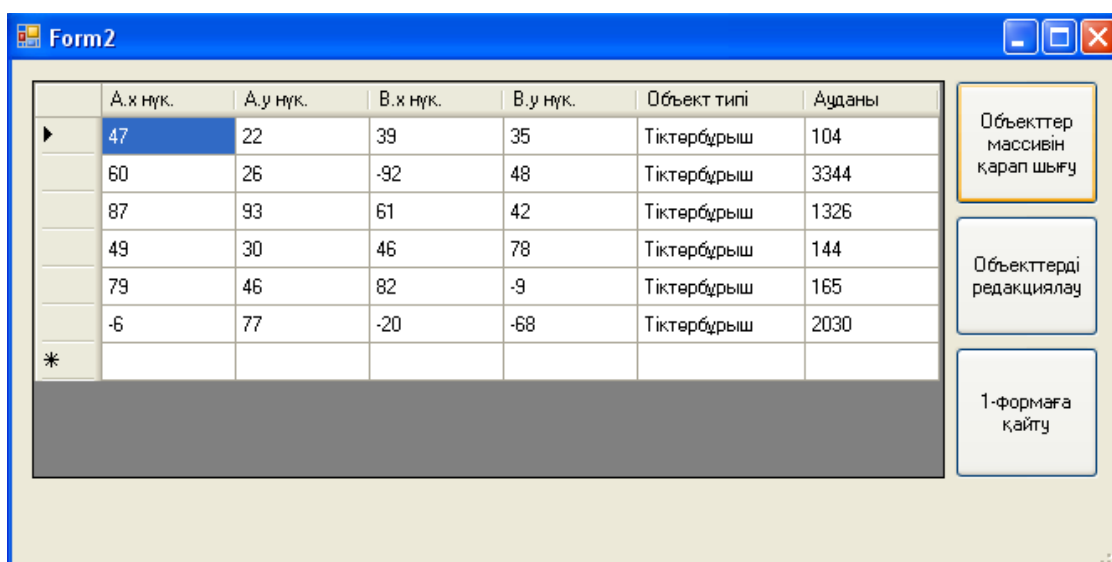 Form2
А.х нүк. А.у нүк. В.х нүк. В.у нүк. Объект типі Ауданы
47 22 39 35 Тіктөрбұрыш 104
60 26 -92 48 Тіктөрбұрыш 3344
87 93 61 42 Тіктөрбұрыш 1326
49 30 46 78 Тіктөрбұрыш 144
79 46 82 -9 Тіктөрбұрыш 165
-6 77 -20 -68 Тіктөрбұрыш 2030
Объекттер
массивін
қарап шығу
Объекттерді
редакциялау
1-формаға
қайту